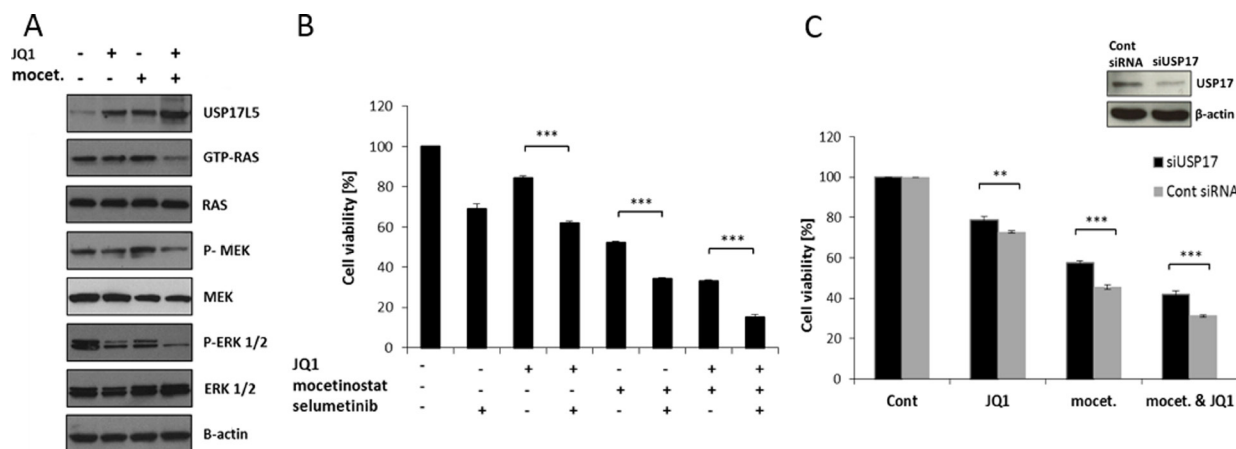 A
JQ1 - + - +
mocet. - - + +
USP17L5
GTP-RAS
RAS
P- MEK
MEK
P-ERK 1/2
ERK 1/2
B-actin
B
120
100
80
60
40
20
0
Cell viability [%]
***
***
***
JQ1 - - + + - - + +
mocetinostat - - - - + + + +
selumetinib - + - + - + - +
C
Cont siRNA
siUSP17
USP17
β-actin
120
100
80
60
40
20
0
Cell viability [%]
siUSP17
Cont siRNA
**
***
***
Cont JQ1 mocet. mocet. & JQ1